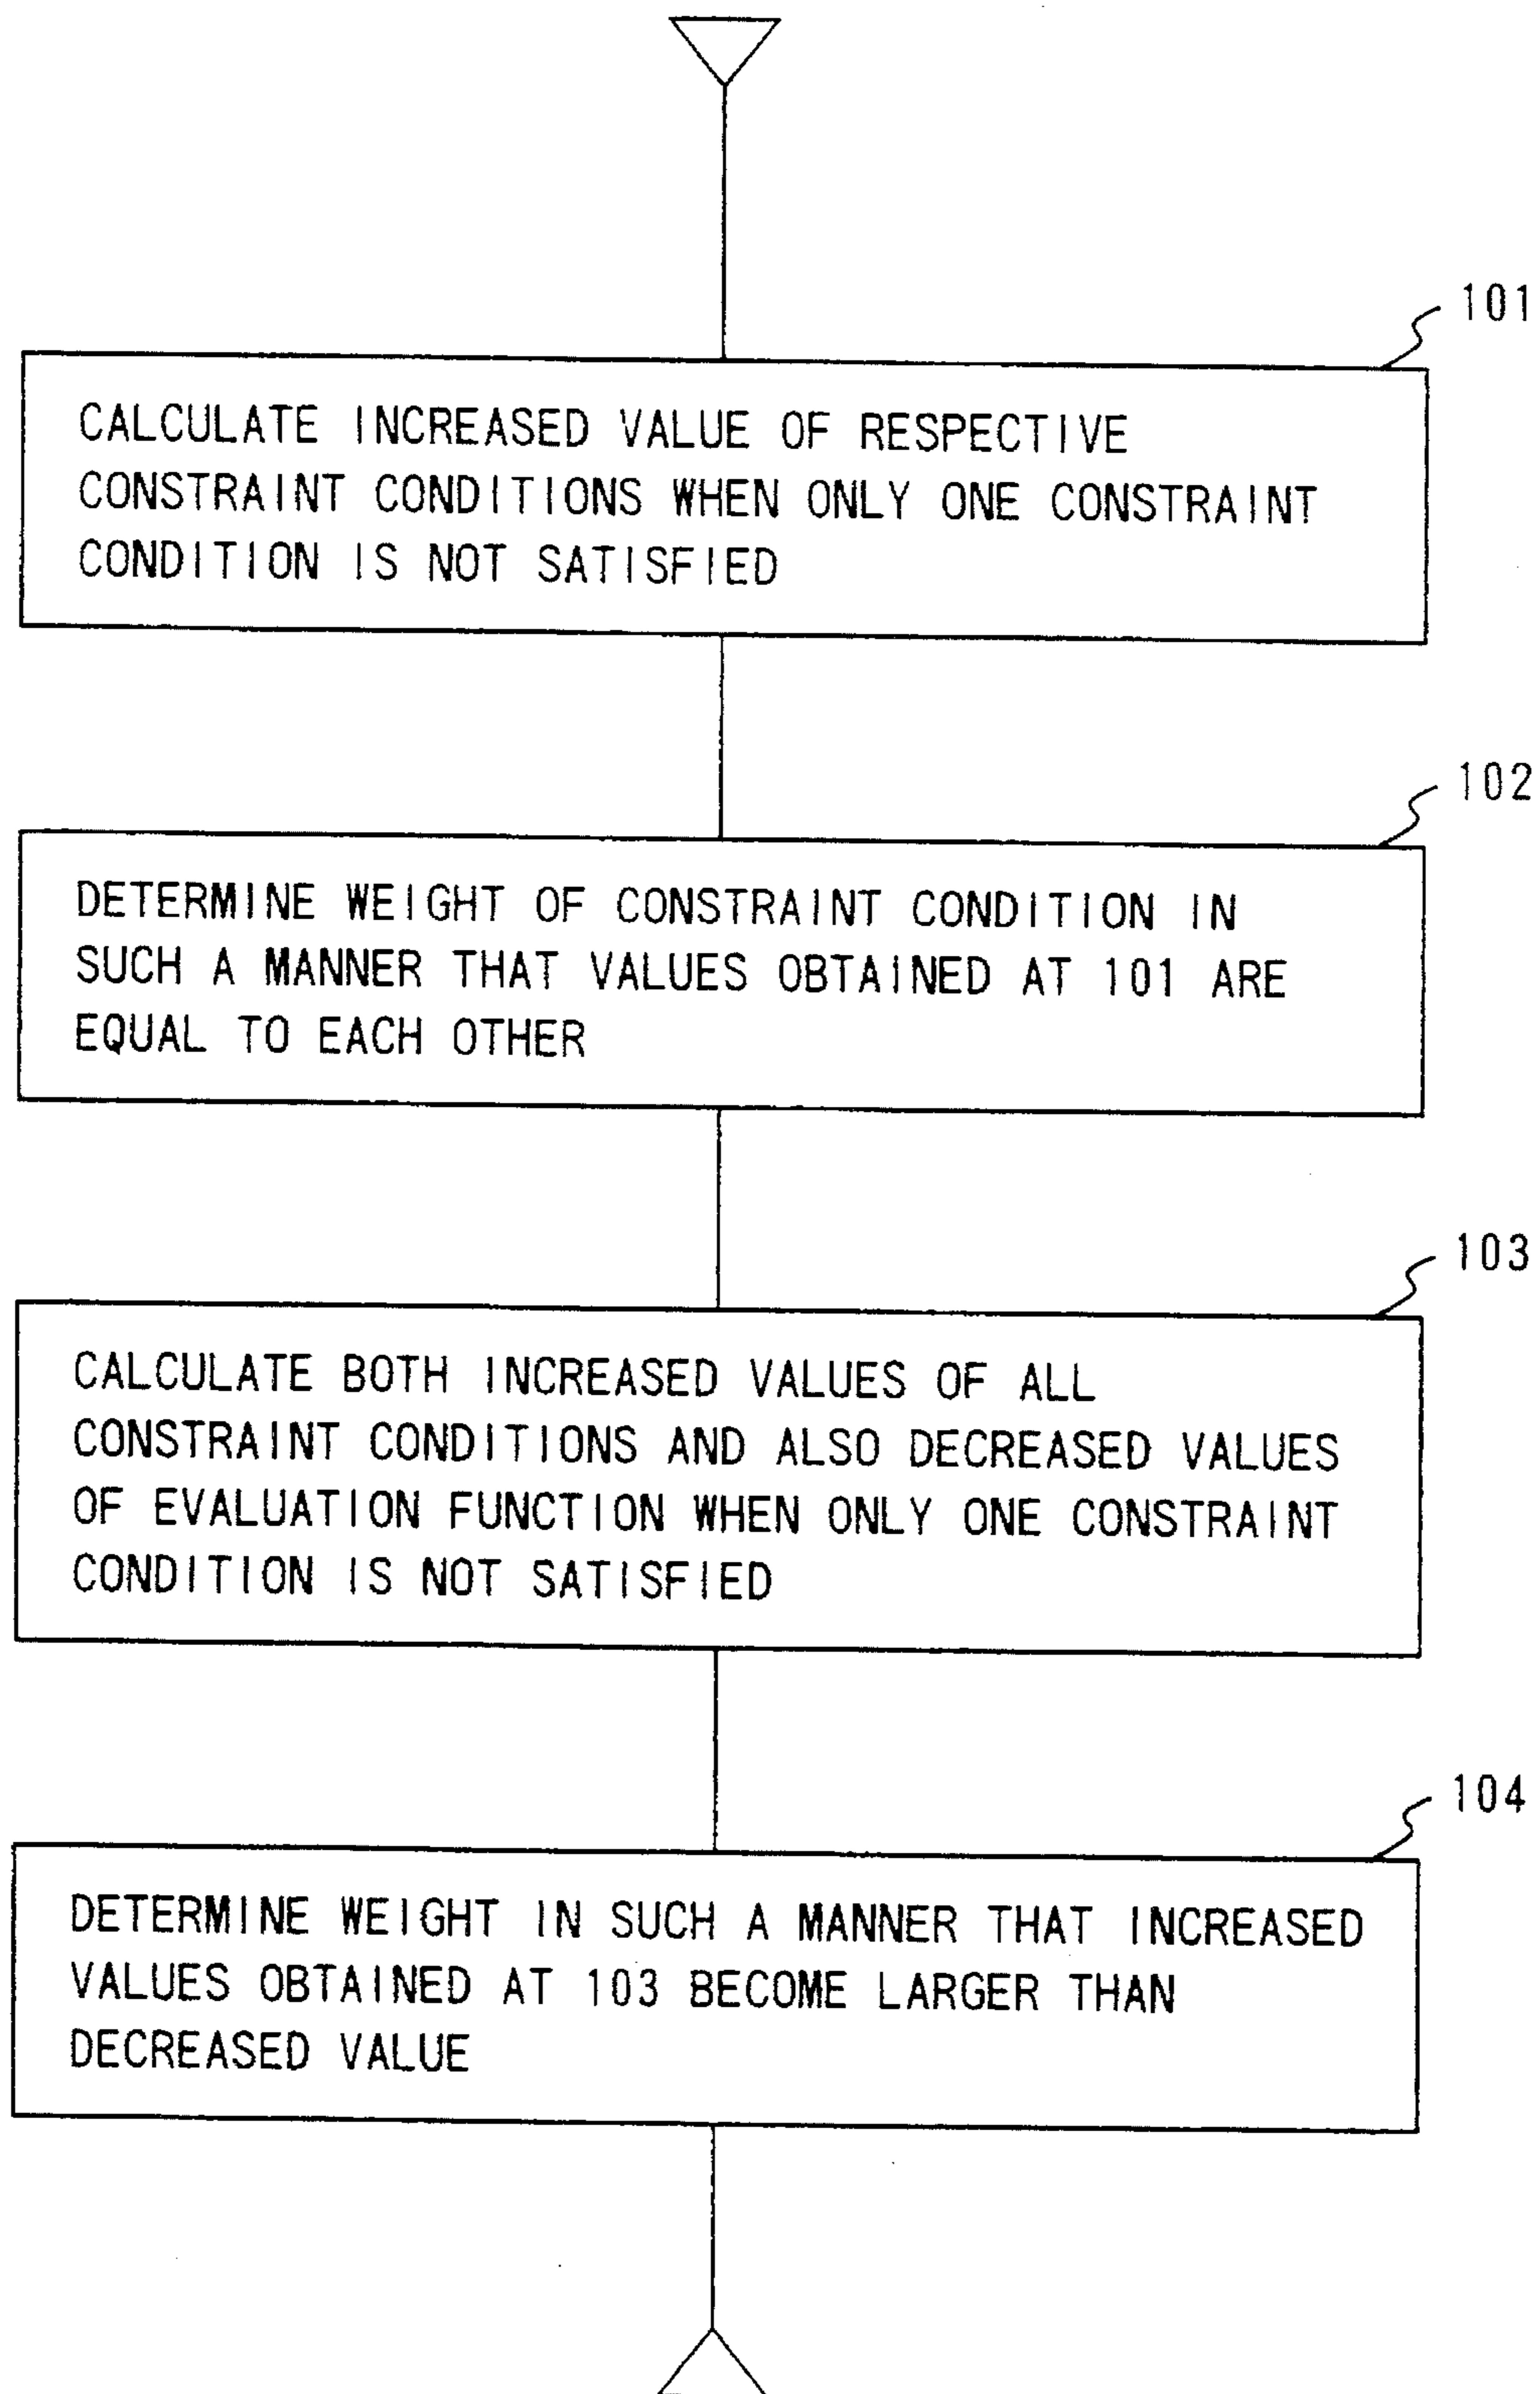 101
CALCULATE INCREASED VALUE OF RESPECTIVE
CONSTRAINT CONDITIONS WHEN ONLY ONE CONSTRAINT
CONDITION IS NOT SATISFIED
102
DETERMINE WEIGHT OF CONSTRAINT CONDITION IN
SUCH A MANNER THAT VALUES OBTAINED AT 101 ARE
EQUAL TO EACH OTHER
103
CALCULATE BOTH INCREASED VALUES OF ALL
CONSTRAINT CONDITIONS AND ALSO DECREASED VALUES
OF EVALUATION FUNCTION WHEN ONLY ONE CONSTRAINT
CONDITION IS NOT SATISFIED
104
DETERMINE WEIGHT IN SUCH A MANNER THAT INCREASED
VALUES OBTAINED AT 103 BECOME LARGER THAN
DECREASED VALUE